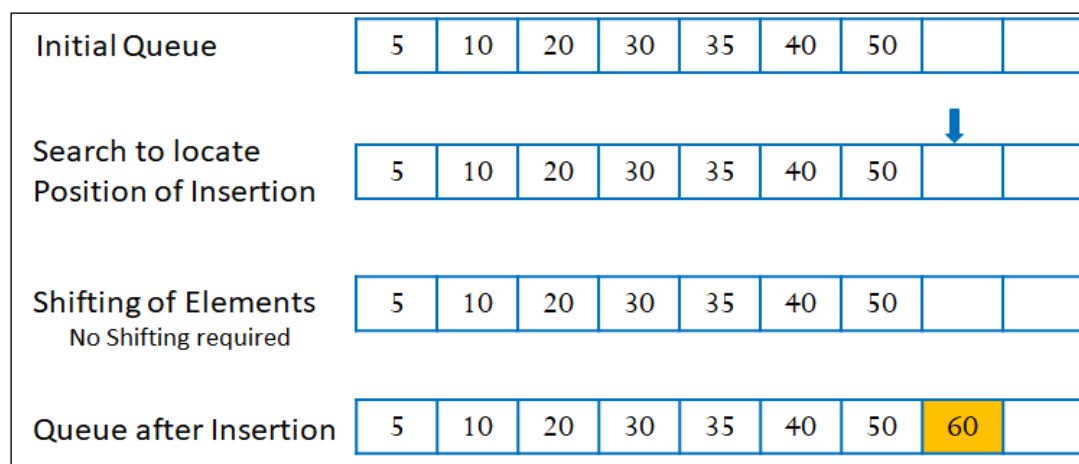 Initial Queue 5 10 20 30 35 40 50
Search to locate
Position of Insertion 5 10 20 30 35 40 50
Shifting of Elements 5 10 20 30 35 40 50
No Shifting required
Queue after Insertion 5 10 20 30 35 40 50 60